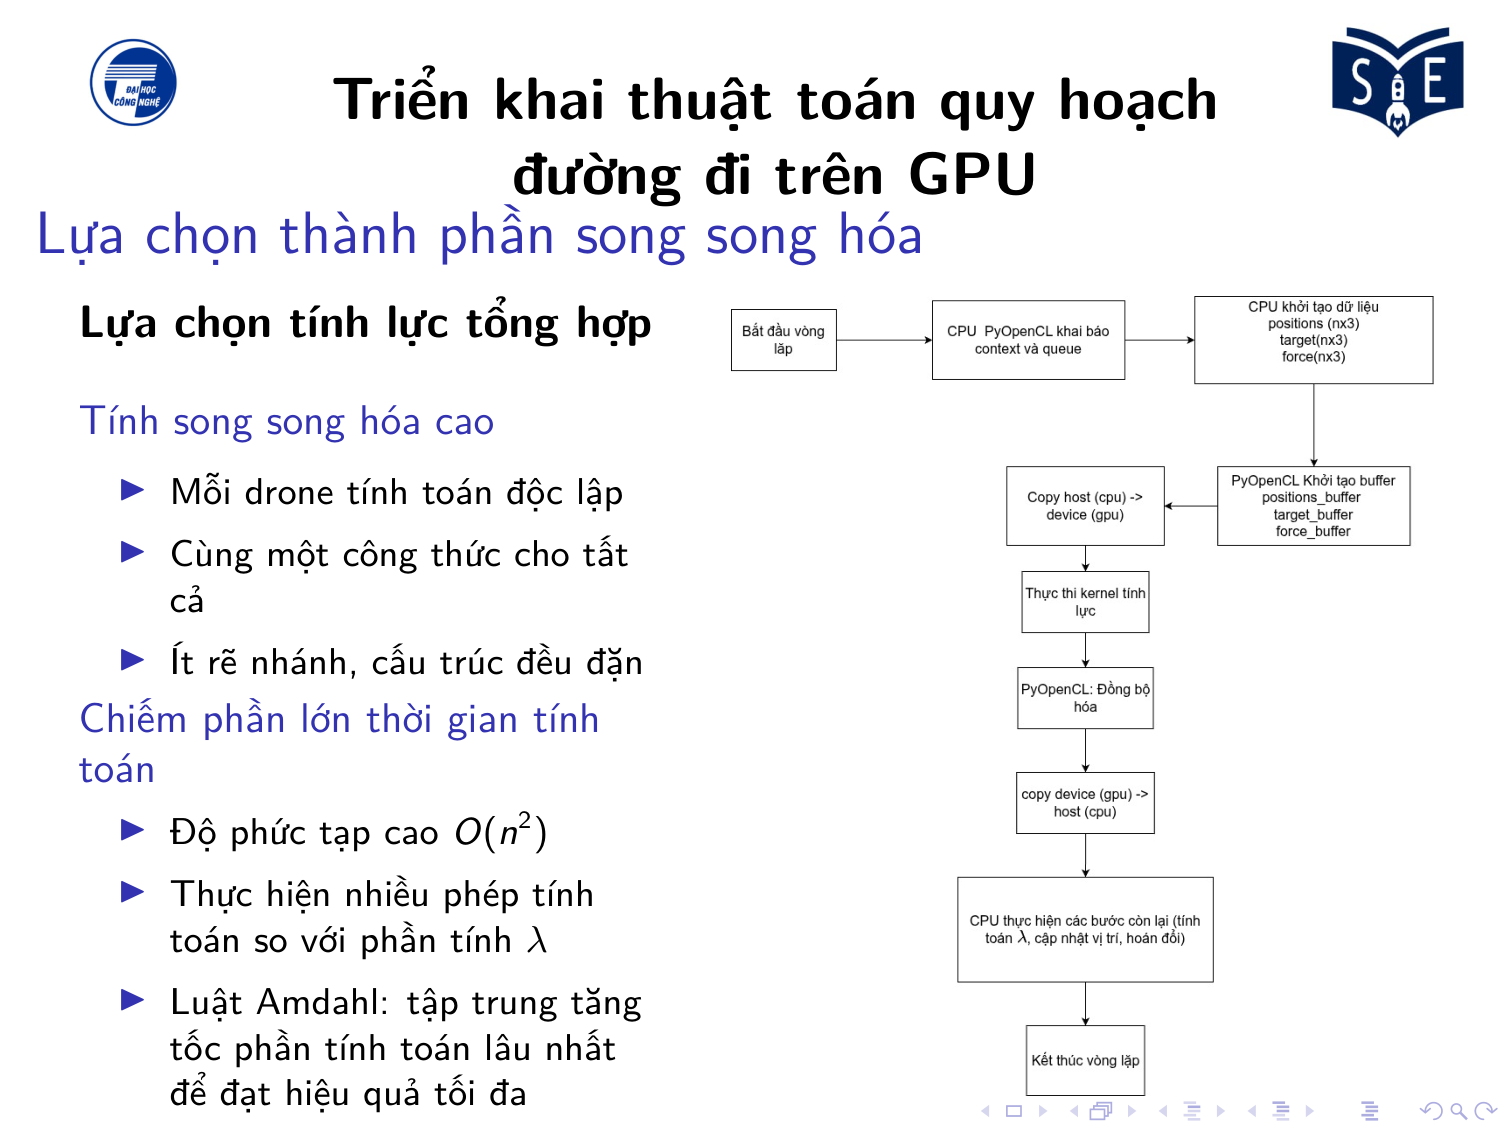 ĐẠI HỌC
CÔNG NGHỆ
S E
Triển khai thuật toán quy hoạch
đường đi trên GPU
Lựa chọn thành phần song song hóa
Lựa chọn tính lực tổng hợp
Tính song song hóa cao
Mỗi drone tính toán độc lập
Cùng một công thức cho tất
cả
Ít rẽ nhánh, cấu trúc đều đặn
Chiếm phần lớn thời gian tính
toán
Độ phức tạp cao O(n²)
Thực hiện nhiều phép tính
toán so với phần tính λ
Luật Amdahl: tập trung tăng
tốc phần tính toán lâu nhất
để đạt hiệu quả tối đa
Bắt đầu vòng
lặp
CPU PyOpenCL khai báo
context và queue
CPU khởi tạo dữ liệu
positions (nx3)
target(nx3)
force(nx3)
PyOpenCL Khởi tạo buffer
positions_buffer
target_buffer
force_buffer
Copy host (cpu) ->
device (gpu)
Thực thi kernel tính
lực
PyOpenCL: Đồng bộ
hóa
copy device (gpu) ->
host (cpu)
CPU thực hiện các bước còn lại (tính
toán λ, cập nhật vị trí, hoán đổi)
Kết thúc vòng lặp